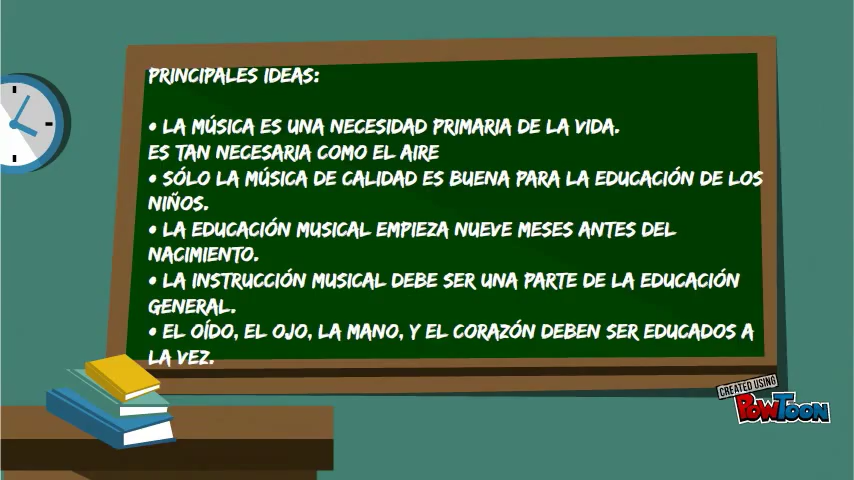 PRINCIPALES IDEAS:
• LA MÚSICA ES UNA NECESIDAD PRIMARIA DE LA VIDA.
ES TAN NECESARIA COMO EL AIRE
• SÓLO LA MÚSICA DE CALIDAD ES BUENA PARA LA EDUCACIÓN DE LOS
NIÑOS.
• LA EDUCACIÓN MUSICAL EMPIEZA NUEVE MESES ANTES DEL
NACIMIENTO.
• LA INSTRUCCIÓN MUSICAL DEBE SER UNA PARTE DE LA EDUCACIÓN
GENERAL.
• EL OÍDO, EL OJO, LA MANO, Y EL CORAZÓN DEBEN SER EDUCADOS A
LA VEZ.
CREATED USING
POWTOON